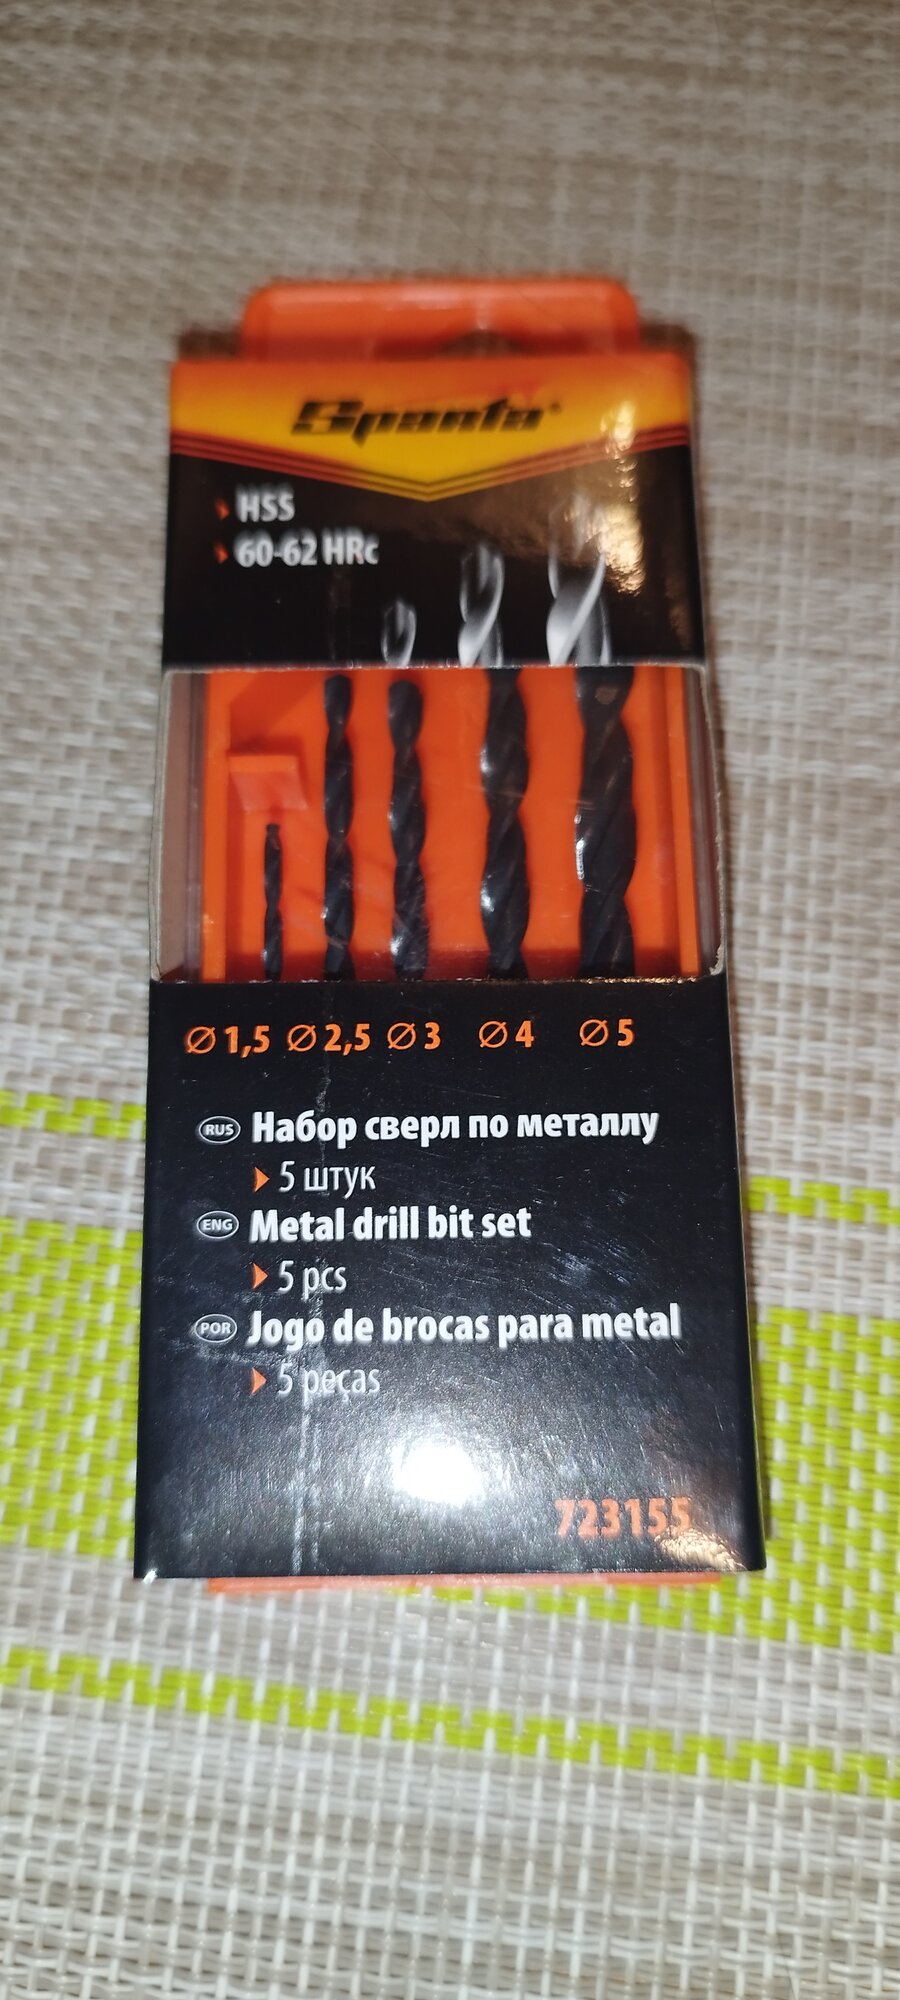 Sparta®
HSS
60-62 HRc
Ø 1,5 Ø 2,5 Ø 3 Ø 4 Ø 5
RUS Набор сверл по металлу
5 штук
ENG Metal drill bit set
5 pcs
POR Jogo de brocas para metal
5 peças
723155